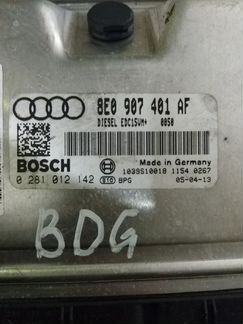 8E0 907 401 AF
DIESEL EDC15VM+ 0050
BOSCH
Made in Germany
1039S10018 1154 0267
0 281 012 142 BPG 05-04-13
BDG